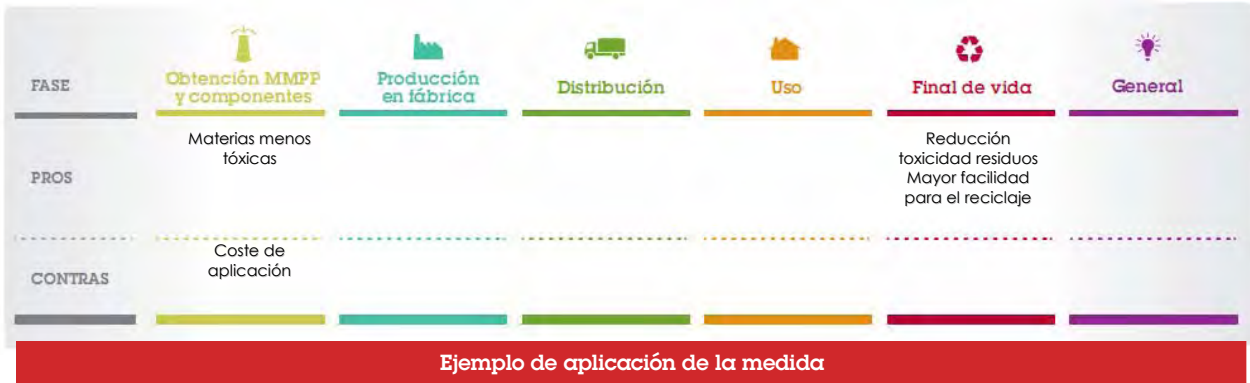 FASE
Obtención MMPP
y componentes
Producción
en fábrica
Distribución
Uso
Final de vida
General
PROS
Materias menos
tóxicas
Reducción
toxicidad residuos
Mayor facilidad
para el reciclaje
CONTRAS
Coste de
aplicación
Ejemplo de aplicación de la medida